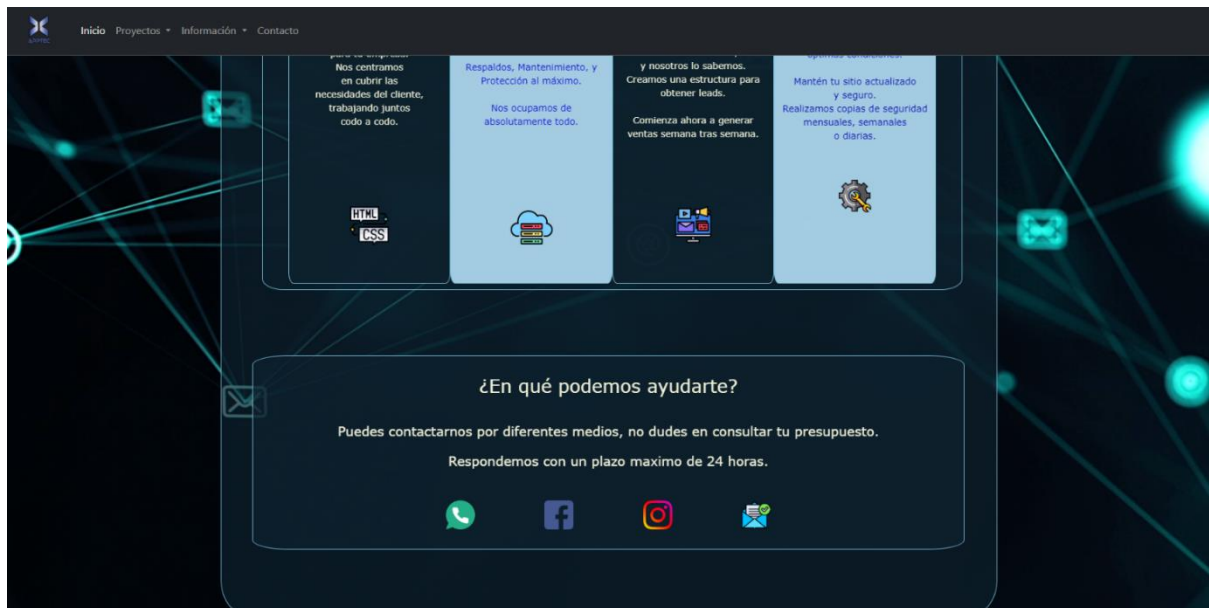 Inicio Proyectos Información Contacto
Nos centramos
en cubrir las
necesidades del cliente,
trabajando juntos
codo a codo.
HTML
CSS
Respaldos, Mantenimiento, y
Protección al máximo.
Nos ocupamos de
absolutamente todo.
y nosotros lo sabemos.
Creamos una estructura para
obtener leads.
Comienza ahora a generar
ventas semana tras semana.
Mantén tu sitio actualizado
y seguro.
Realizamos copias de seguridad
mensuales, semanales
o diarias.
¿En qué podemos ayudarte?
Puedes contactarnos por diferentes medios, no dudes en consultar tu presupuesto.
Respondemos con un plazo maximo de 24 horas.